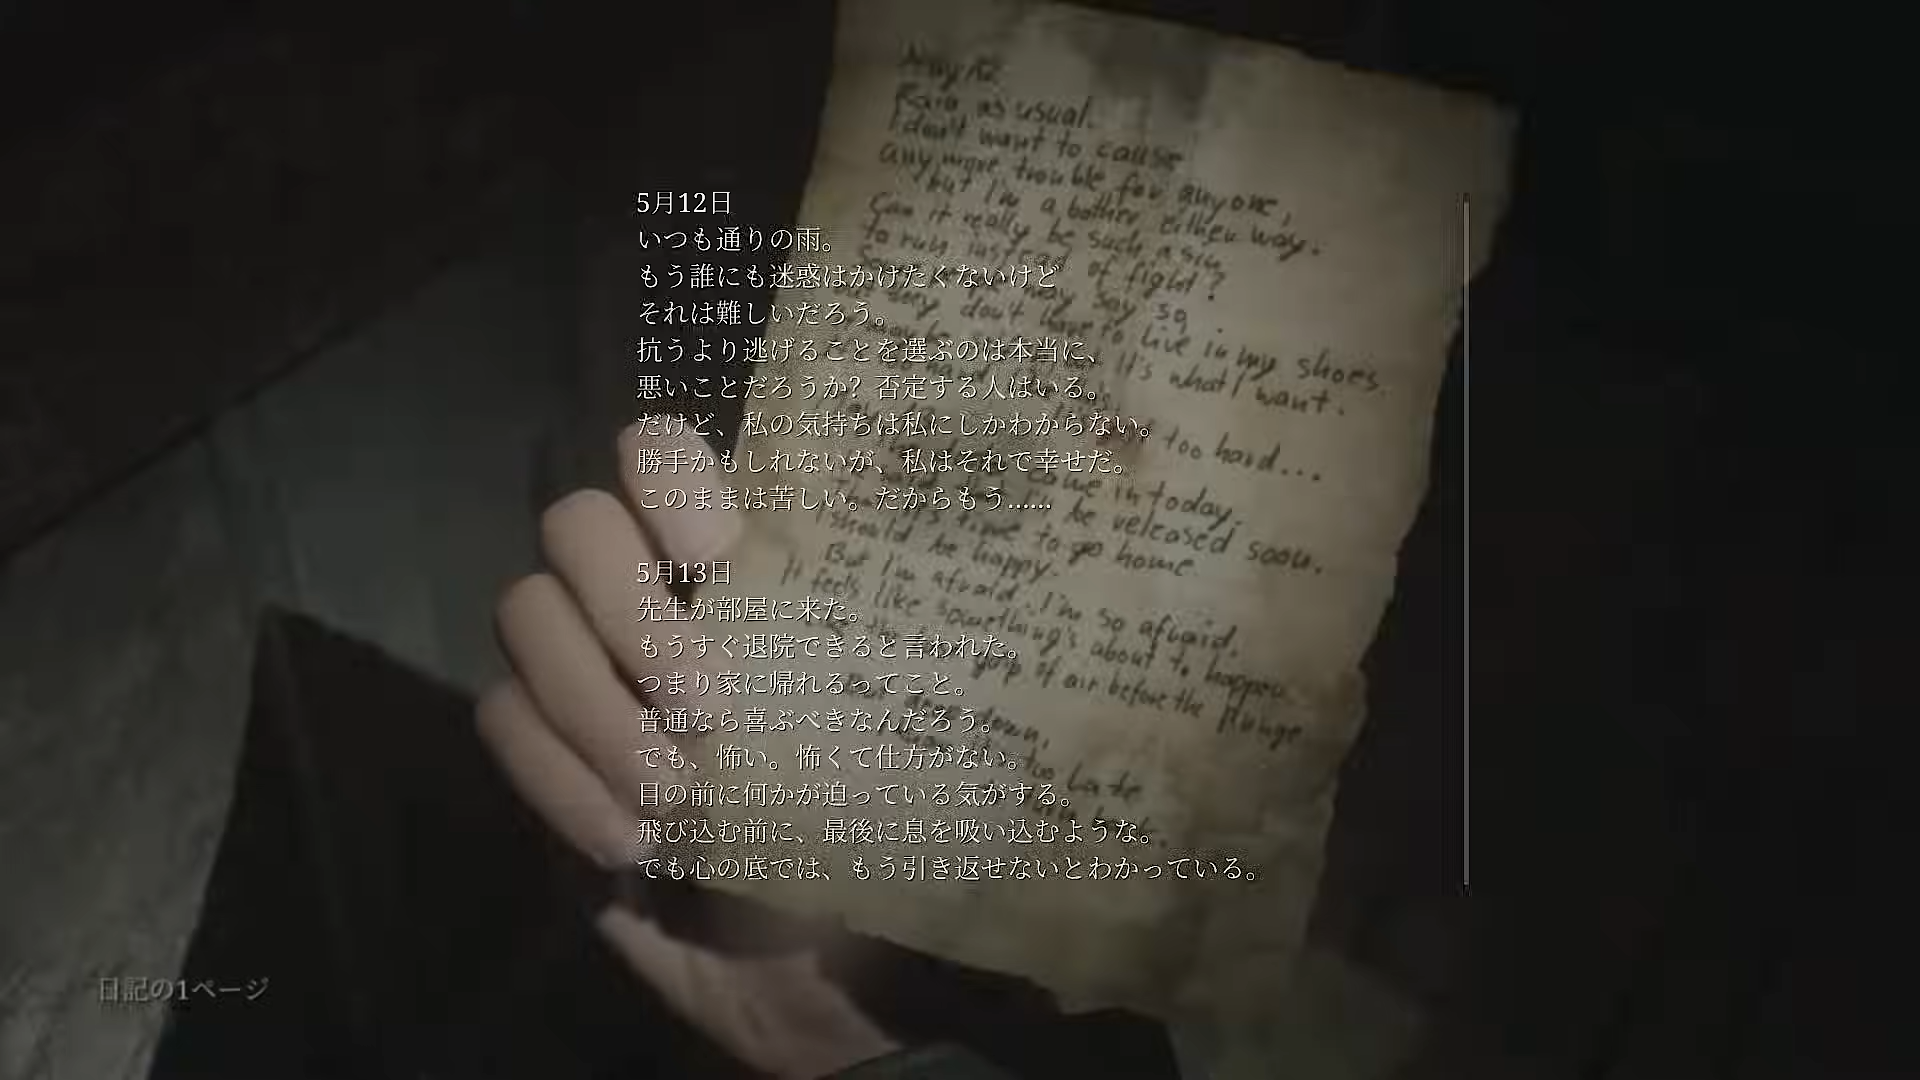 5月12日
いつも通りの雨。
もう誰にも迷惑はかけたくないけど
それは難しいだろう。
抗うより逃げることを選ぶのは本当に、
悪いことだろうか? 否定する人はいる。
だけど、私の気持ちは私にしかわからない。
勝手かもしれないが、私はそれで幸せだ。
このままは苦しい。だからもう……
5月13日
先生が部屋に来た。
もうすぐ退院できると言われた。
つまり家に帰れるってこと。
普通なら喜ぶべきなんだろう。
でも、怖い。怖くて仕方がない。
目の前に何かが迫っている気がする。
飛び込む前に、最後に息を吸い込むような。
でも心の底では、もう引き返せないとわかっている。
日記の1ページ
Rain as usual.
I don't want to cause
any more trouble for anyone,
but I'm a bother either way.
Can it really be such a sin
to run instead of fight?
may say so
don't have to live in my shoes.
It's what I want.
too hard...
came in today.
be released soon.
time to go home
I should be happy.
But I'm afraid. I'm so afraid.
It feels like something's about to happen
gulp of air before the plunge
down,
too late